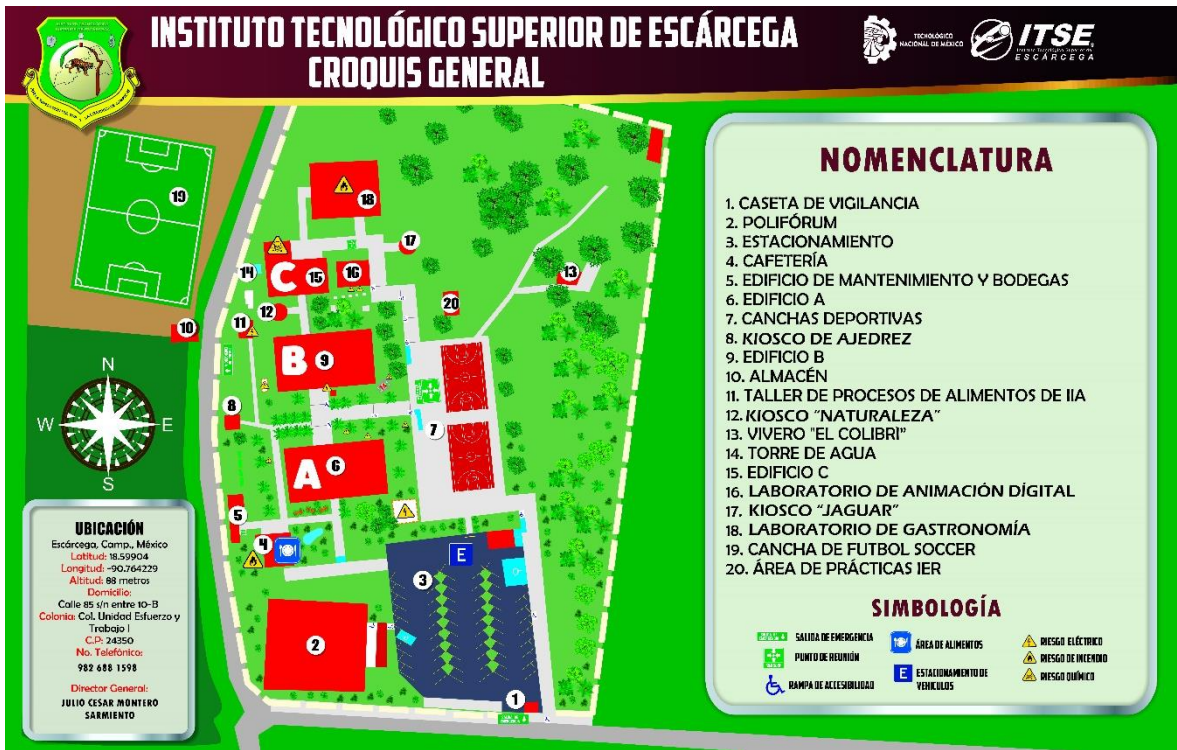 INSTITUTO TECNOLÓGICO SUPERIOR DE ESCÁRCEGA
CROQUIS GENERAL
TECNOLÓGICO
NACIONAL DE MÉXICO
ITSE
ESCÁRCEGA
19
18
17
14
C
15
16
13
12
20
11
10
B
9
8
7
A
6
5
4
E
3
2
1
N
W
E
S
UBICACIÓN
Escárcega, Camp., México
Latitud: 18.59904
Longitud: -90.764229
Altitud: 88 metros
Domicilio:
Calle 85 s/n entre 10-B
Colonia: Col. Unidad Esfuerzo y
Trabajo I
C.P: 24350
No. Telefónico:
982 688 1598
Director General:
JULIO CESAR MONTERO
SARMIENTO
NOMENCLATURA
1. CASETA DE VIGILANCIA
2. POLIFÓRUM
3. ESTACIONAMIENTO
4. CAFETERÍA
5. EDIFICIO DE MANTENIMIENTO Y BODEGAS
6. EDIFICIO A
7. CANCHAS DEPORTIVAS
8. KIOSCO DE AJEDREZ
9. EDIFICIO B
10. ALMACÉN
11. TALLER DE PROCESOS DE ALIMENTOS DE IIA
12. KIOSCO "NATURALEZA"
13. VIVERO "EL COLIBRI"
14. TORRE DE AGUA
15. EDIFICIO C
16. LABORATORIO DE ANIMACIÓN DÍGITAL
17. KIOSCO "JAGUAR"
18. LABORATORIO DE GASTRONOMÍA
19. CANCHA DE FUTBOL SOCCER
20. ÁREA DE PRÁCTICAS IER
SIMBOLOGÍA
SALIDA DE EMERGENCIA
PUNTO DE REUNIÓN
RAMPA DE ACCESIBILIDAD
ÁREA DE ALIMENTOS
E
ESTACIONAMIENTO DE
VEHICULOS
RIESGO ELÉCTRICO
RIESGO DE INCENDIO
RIESGO QUÍMICO